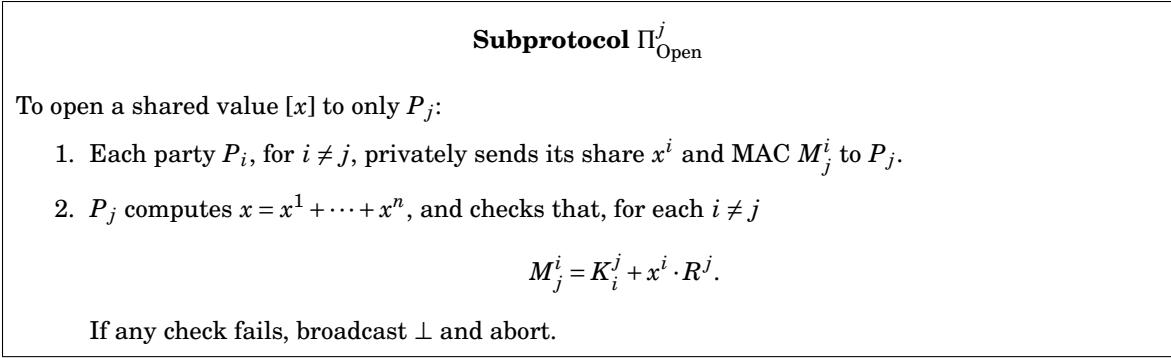 Subprotocol Π^j_Open
To open a shared value [x] to only P_j:
1. Each party P_i, for i ≠ j, privately sends its share x^i and MAC M^i_j to P_j.
2. P_j computes x = x^1 + ··· + x^n, and checks that, for each i ≠ j
M^i_j = K^j_i + x^i · R^j.
If any check fails, broadcast ⊥ and abort.